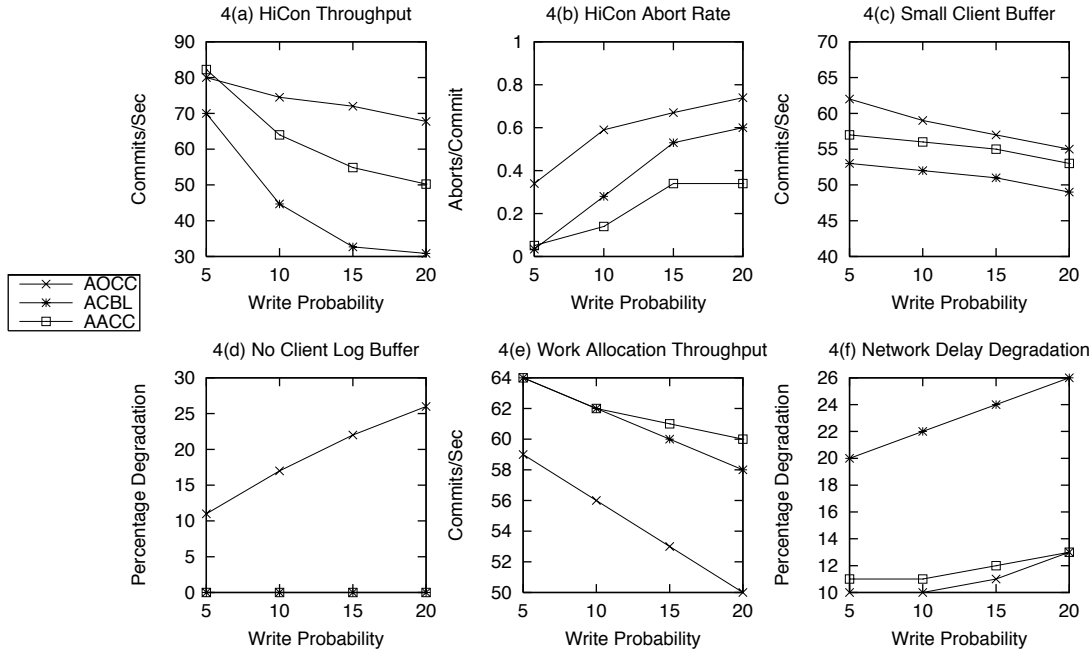 4(a) HiCon Throughput
90
80
70
60
50
40
30
Commits/Sec
5 10 15 20
Write Probability
4(b) HiCon Abort Rate
1
0.8
0.6
0.4
0.2
0
Aborts/Commit
5 10 15 20
Write Probability
4(c) Small Client Buffer
70
65
60
55
50
45
40
Commits/Sec
5 10 15 20
Write Probability
AOCC
ACBL
AACC
4(d) No Client Log Buffer
30
25
20
15
10
5
0
Percentage Degradation
5 10 15 20
Write Probability
4(e) Work Allocation Throughput
64
62
60
58
56
54
52
50
Commits/Sec
5 10 15 20
Write Probability
4(f) Network Delay Degradation
26
24
22
20
18
16
14
13
12
11
10
Percentage Degradation
5 10 15 20
Write Probability